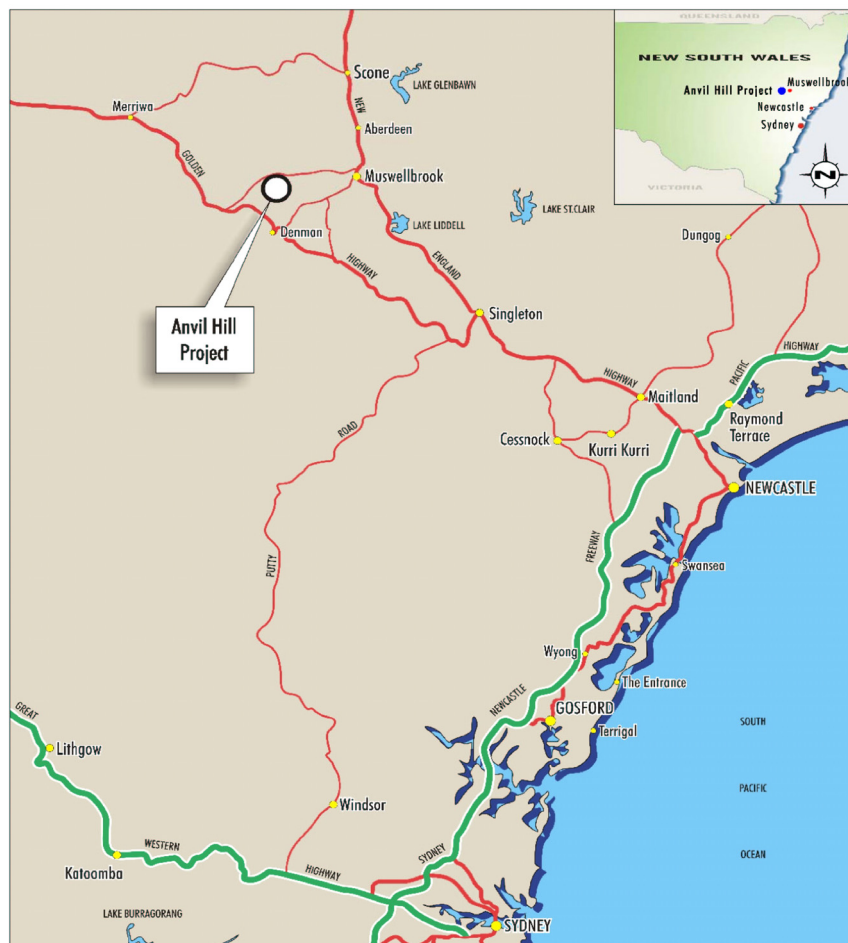 QUEENSLAND
NEW SOUTH WALES
Muswellbrook
Anvil Hill Project
Newcastle
Sydney
VICTORIA
N
Scone
LAKE GLENBAWN
NEW
Merriwa
Aberdeen
GOLDEN
Muswellbrook
LAKE LIDDELL
LAKE ST.CLAIR
Denman
Dungog
ENGLAND
HIGHWAY
Anvil Hill
Project
Singleton
HIGHWAY
PACIFIC
HIGHWAY
Maitland
Raymond
Terrace
ROAD
Cessnock
Kurri Kurri
NEWCASTLE
FREEWAY
PUTTY
Swansea
Wyong
The Entrance
NEWCASTLE
GOSFORD
GREAT
SOUTH
Terrigal
Lithgow
PACIFIC
Windsor
WESTERN
SYDNEY
OCEAN
Katoomba
HIGHWAY
LAKE BURRAGORANG
SYDNEY